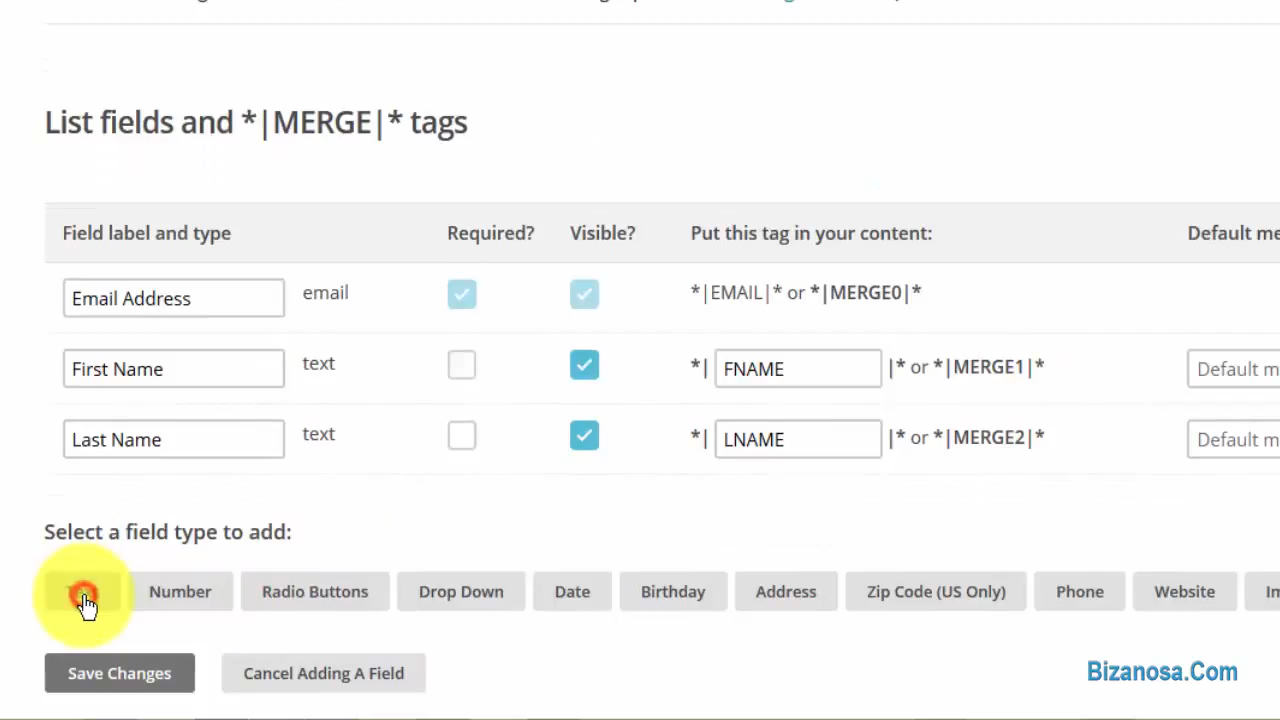 List fields and *|MERGE|* tags
Field label and type Required? Visible? Put this tag in your content: Default me
Email Address email *|EMAIL|* or *|MERGE0|*
First Name text *| FNAME |* or *|MERGE1|* Default m
Last Name text *| LNAME |* or *|MERGE2|* Default m
Select a field type to add:
Number Radio Buttons Drop Down Date Birthday Address Zip Code (US Only) Phone Website Im
Save Changes Cancel Adding A Field
Bizanosa.Com